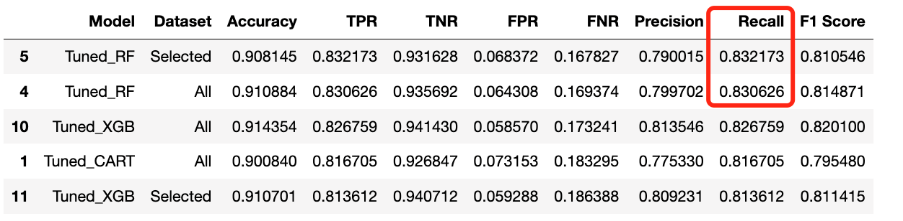 Model Dataset Accuracy TPR TNR FPR FNR Precision Recall F1 Score
5 Tuned_RF Selected 0.908145 0.832173 0.931628 0.068372 0.167827 0.790015 0.832173 0.810546
4 Tuned_RF All 0.910884 0.830626 0.935692 0.064308 0.169374 0.799702 0.830626 0.814871
10 Tuned_XGB All 0.914354 0.826759 0.941430 0.058570 0.173241 0.813546 0.826759 0.820100
1 Tuned_CART All 0.900840 0.816705 0.926847 0.073153 0.183295 0.775330 0.816705 0.795480
11 Tuned_XGB Selected 0.910701 0.813612 0.940712 0.059288 0.186388 0.809231 0.813612 0.811415